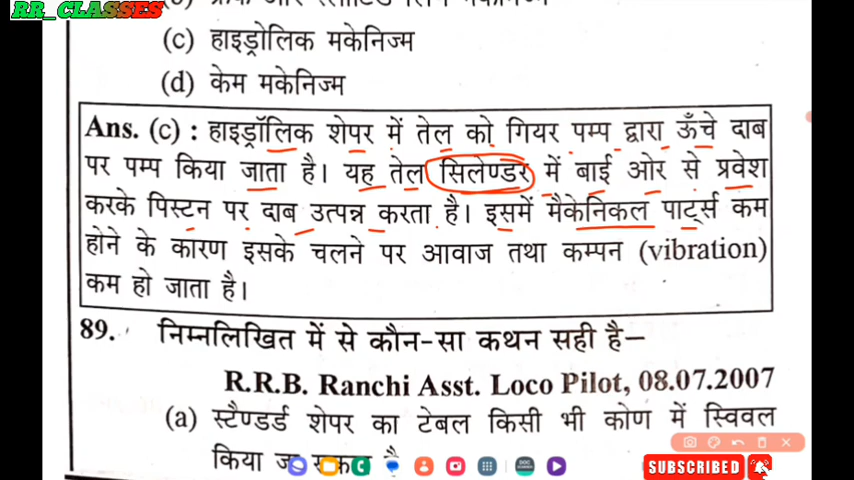 RR_CLASSES
(c) हाइड्रोलिक मकेनिज्म
(d) केम मकेनिज्म
Ans. (c) : हाइड्रॉलिक शेपर में तेल को गियर पम्प द्वारा ऊँचे दाब
पर पम्प किया जाता है। यह तेल सिलेण्डर में बाईं ओर से प्रवेश
करके पिस्टन पर दाब उत्पन्न करता है। इसमें मैकेनिकल पार्ट्स कम
होने के कारण इसके चलने पर आवाज तथा कम्पन (vibration)
कम हो जाता है।
89. निम्नलिखित में से कौन-सा कथन सही है–
R.R.B. Ranchi Asst. Loco Pilot, 08.07.2007
(a) स्टैण्डर्ड शेपर का टेबल किसी भी कोण में स्विवल
किया
SUBSCRIBED